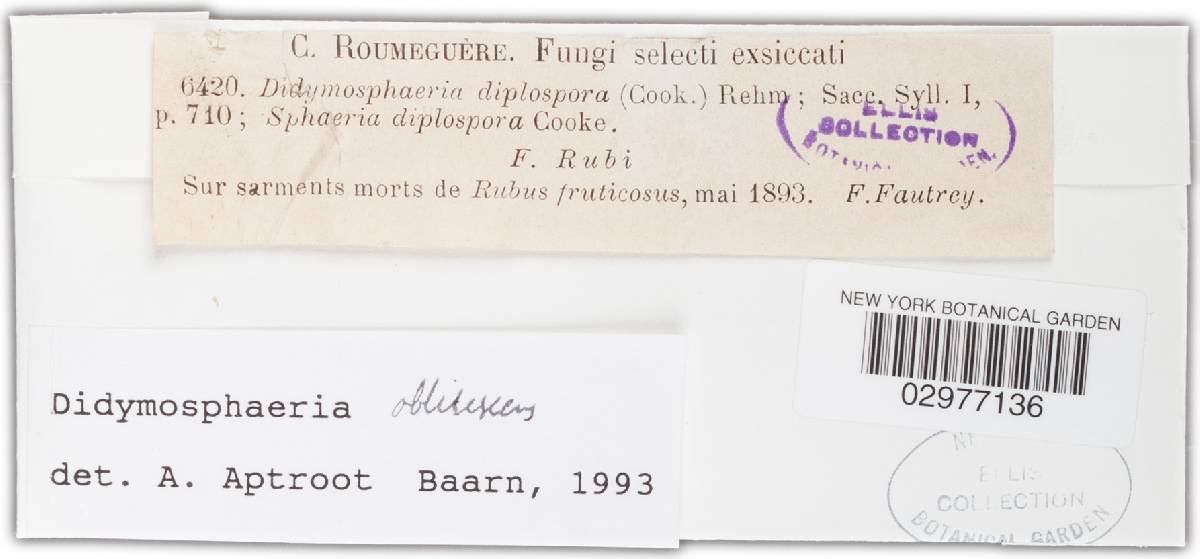 C. ROUMEGUÈRE. Fungi selecti exsiccati
6420. Didymosphaeria diplospora (Cook.) Rehm; Sacc. Syll. I,
p. 710; Sphaeria diplospora Cooke.
F. Rubi
Sur sarments morts de Rubus fruticosus, mai 1893. F. Fautrey.
ELLIS
COLLECTION
NEW YORK BOTANICAL GARDEN
02977136
Didymosphaeria oblitescens
det. A. Aptroot Baarn, 1993
ELLIS
COLLECTION
BOTANICAL GARDEN